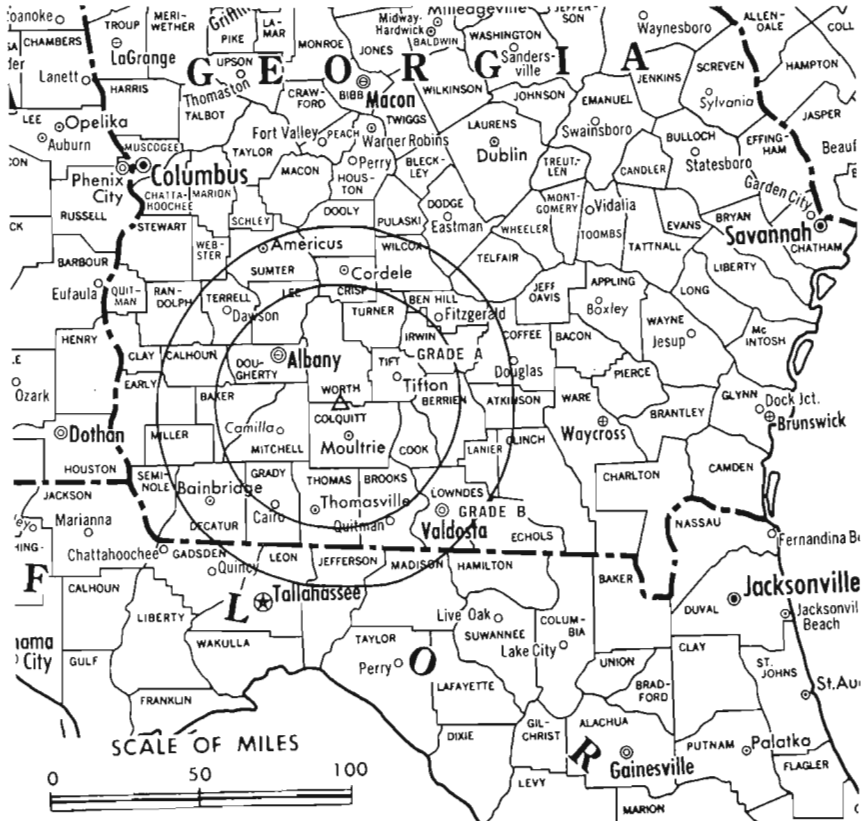 TROUP
MERI-
WETHER
Griffin
PIKE
LA-
MAR
Milledgeville
Midway-
Hardwick
BALDWIN
WASHINGTON
Sanders-
ville
Waynesboro
ALLEN-
DALE
CHAMBERS
LaGrange
UPSON
Thomaston
MONROE
JONES
GEORGIA
JENKINS
SCREVEN
HAMPTON
Lanett
HARRIS
TALBOT
CRAW-
FORD
BIBB
Macon
WILKINSON
JOHNSON
EMANUEL
Sylvania
JASPER
LEE
Opelika
Auburn
MUSCOGEE
TAYLOR
Fort Valley
PEACH
TWIGGS
Warner Robins
LAURENS
Dublin
Swainsboro
BULLOCH
EFFING-
HAM
Phenix
City
Columbus
CHATTA-
HOOCHEE
MARION
MACON
Perry
HOUS-
TON
BLECK-
LEY
TREUT-
LEN
CANDLER
Statesboro
Garden City
RUSSELL
STEWART
SCHLEY
DOOLY
PULASKI
DODGE
Eastman
MONT-
GOMERY
Vidalia
WHEELER
TOOMBS
EVANS
BRYAN
Savannah
CHATHAM
BARBOUR
WEB-
STER
Americus
SUMTER
Cordele
CRISP
WILCOX
TELFAIR
TATTNALL
LIBERTY
Eufaula
QUIT-
MAN
RAN-
DOLPH
TERRELL
Dawson
LEE
TURNER
BEN HILL
Fitzgerald
JEFF
DAVIS
APPLING
Boxley
LONG
WAYNE
Jesup
Mc
INTOSH
HENRY
CLAY
CALHOUN
DOU-
GHERTY
Albany
IRWIN
GRADE A
COFFEE
Douglas
BACON
Ozark
EARLY
BAKER
WORTH
TIFT
Tifton
BERRIEN
ATKINSON
WARE
PIERCE
BRANTLEY
GLYNN
Dock Jct.
Brunswick
Dothan
MILLER
Camilla
MITCHELL
COLQUITT
Moultrie
COOK
LANIER
CLINCH
Waycross
HOUSTON
SEMI-
NOLE
Bainbridge
DECATUR
GRADY
Cairo
THOMAS
Thomasville
BROOKS
Quitman
LOWNDES
GRADE B
Valdosta
ECHOLS
CHARLTON
CAMDEN
JACKSON
Marianna
Chattahoochee
GADSDEN
Quincy
LEON
JEFFERSON
MADISON
HAMILTON
BAKER
NASSAU
Fernandina
F
L
O
R
CALHOUN
LIBERTY
Tallahassee
Live Oak
SUWANNEE
COLUM-
BIA
Lake City
DUVAL
Jacksonville
Jacksonvil
Beach
City
GULF
WAKULLA
TAYLOR
Perry
LAFAYETTE
UNION
BRAD-
FORD
CLAY
ST.
JOHNS
St. Au
FRANKLIN
DIXIE
GIL-
CHRIST
ALACHUA
Gainesville
PUTNAM
Palatka
FLAGLER
LEVY
MARION
SCALE OF MILES
0 50 100